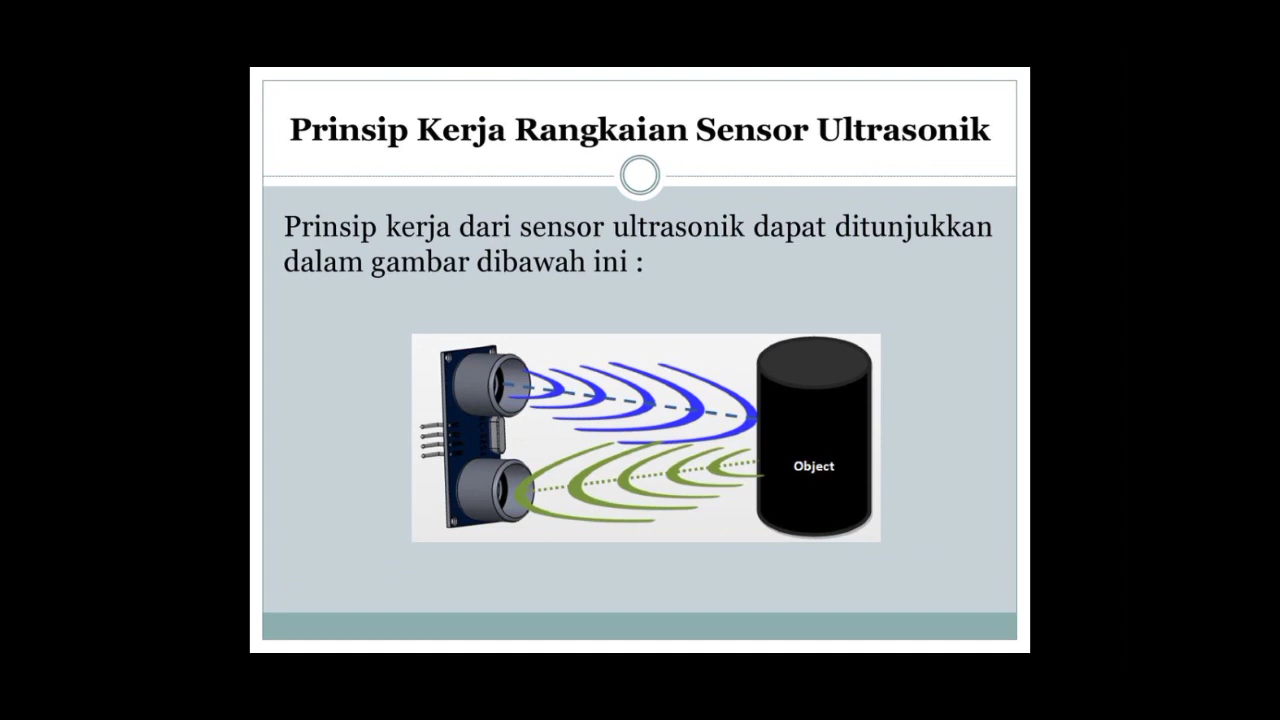 Prinsip Kerja Rangkaian Sensor Ultrasonik
Prinsip kerja dari sensor ultrasonik dapat ditunjukkan
dalam gambar dibawah ini :
Object